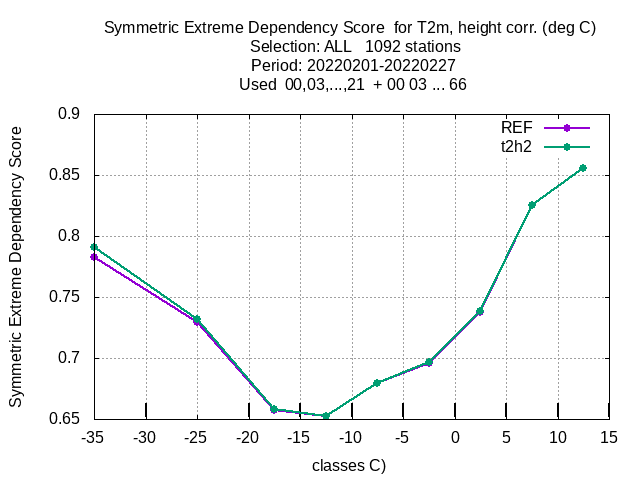 Symmetric Extreme Dependency Score  for T2m, height corr. (deg C)
Selection: ALL   1092 stations
Period: 20220201-20220227
Used  00,03,...,21  + 00 03 ... 66
Symmetric Extreme Dependency Score
0.9
0.85
0.8
0.75
0.7
0.65
REF
t2h2
-35 -30 -25 -20 -15 -10 -5 0 5 10 15
classes C)